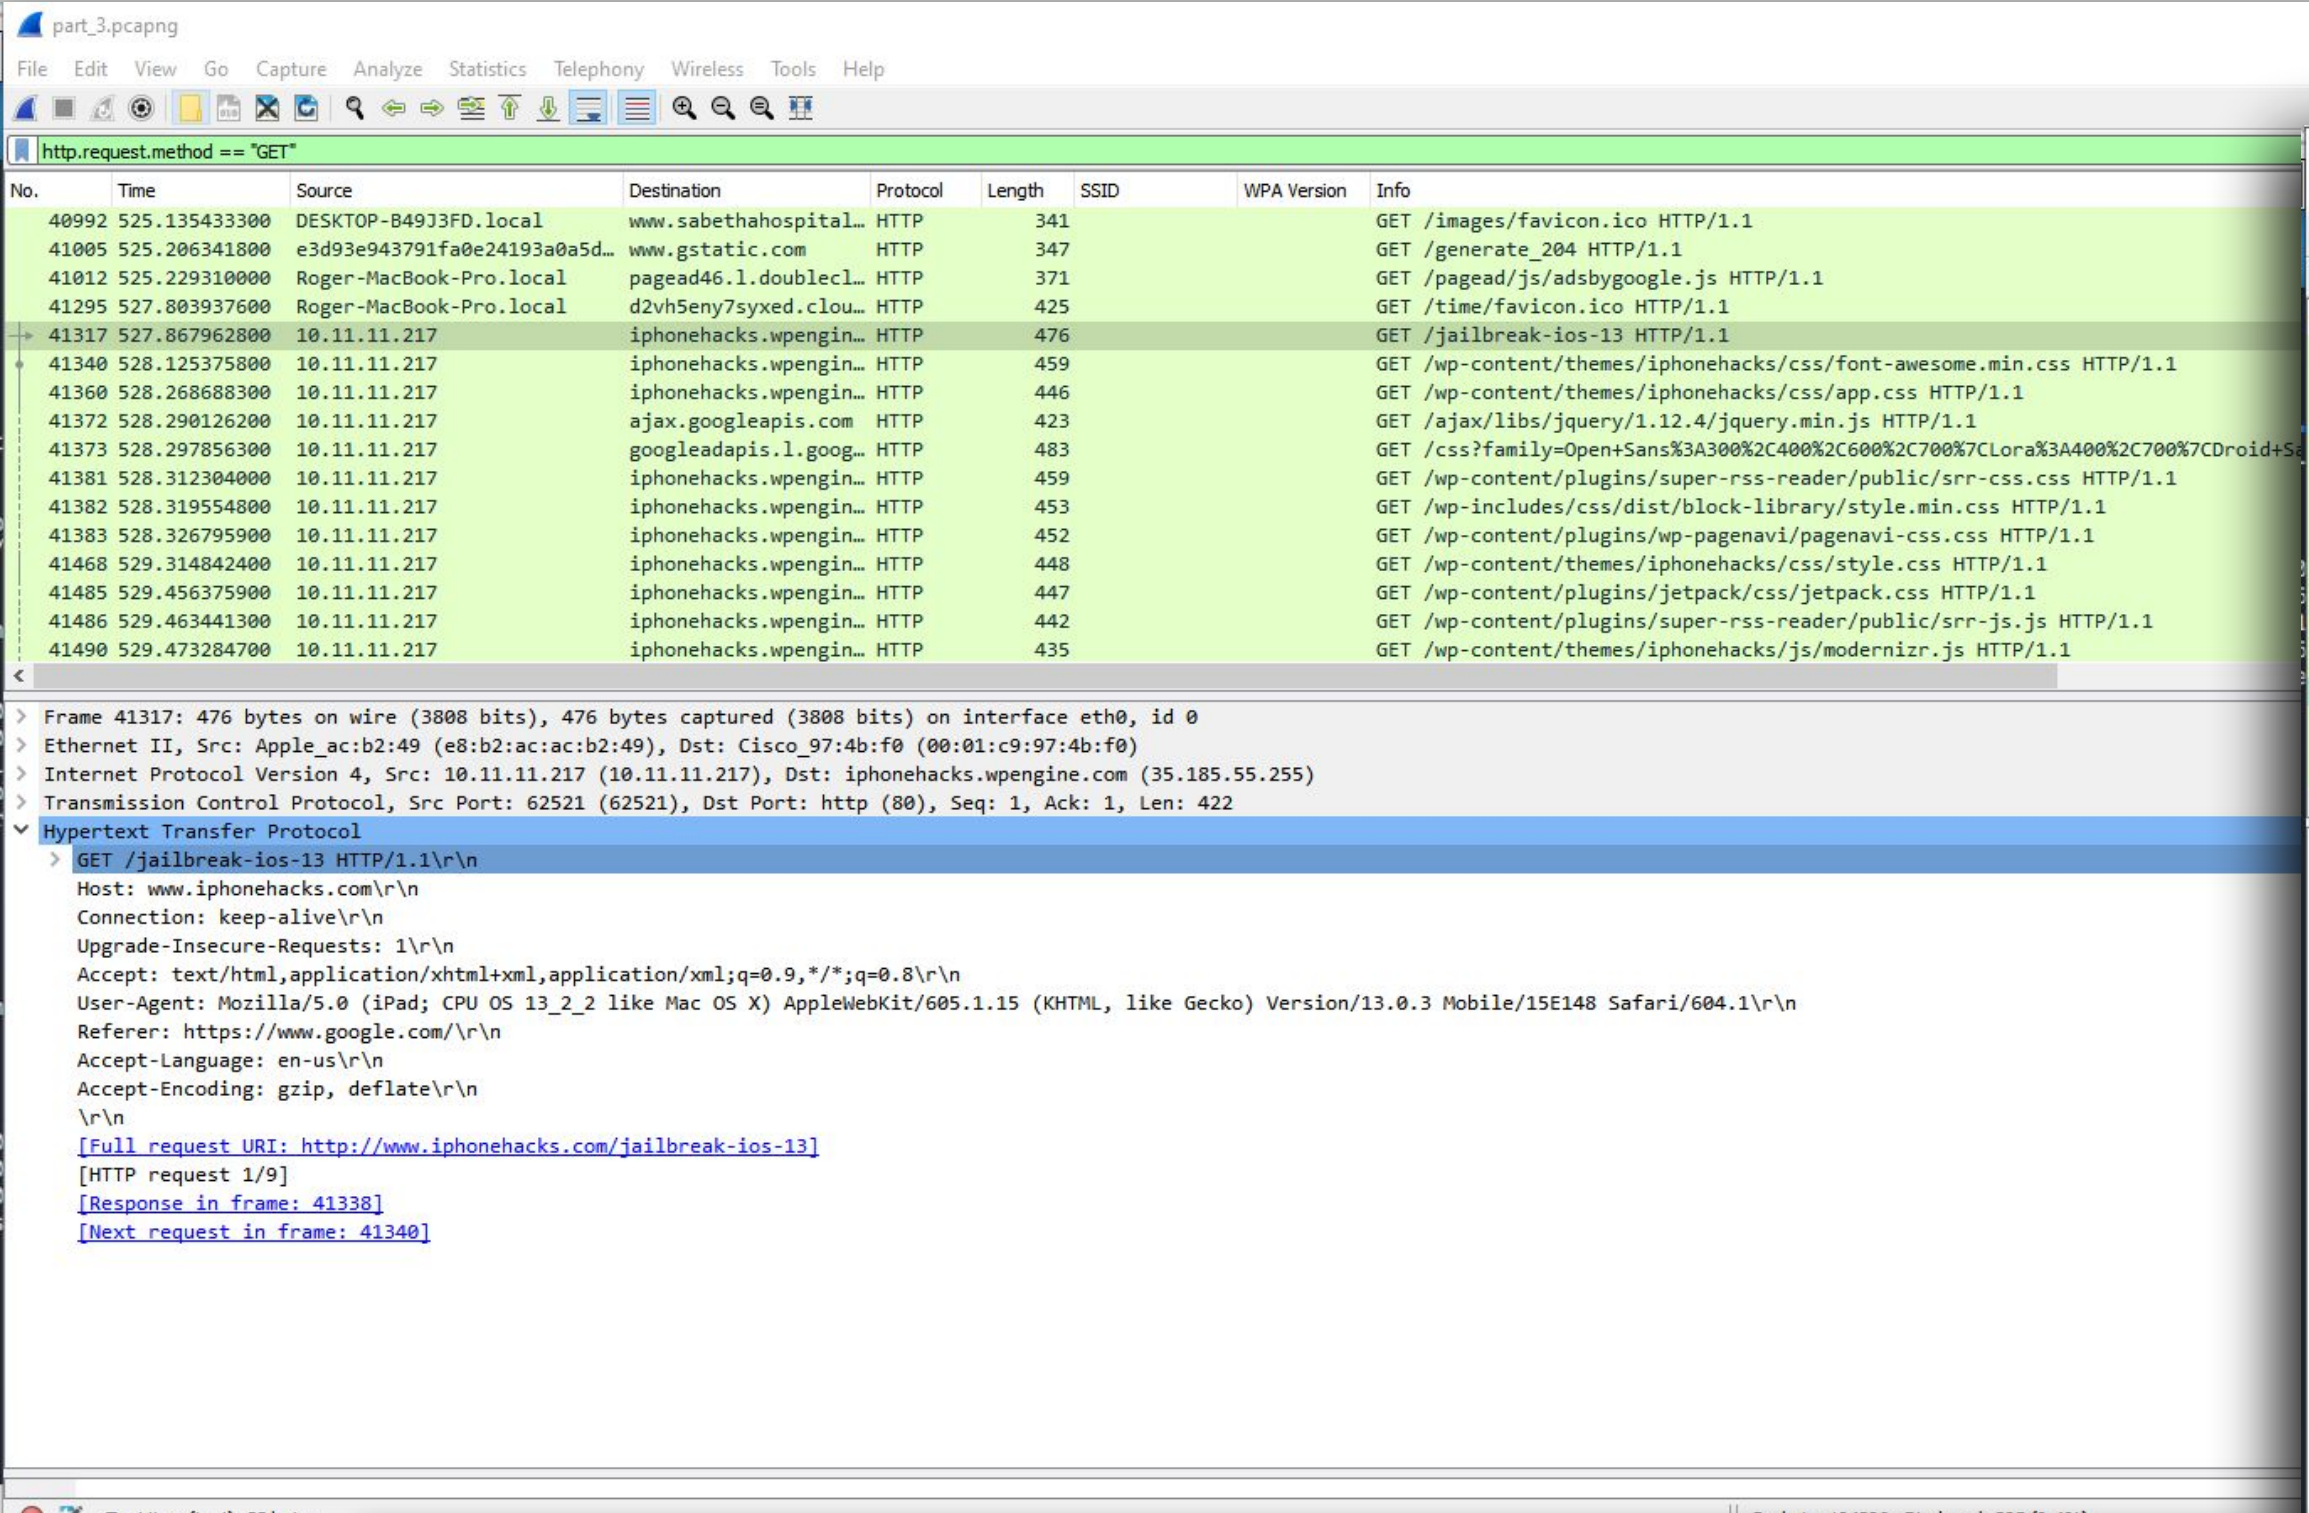 part_3.pcapng
File Edit View Go Capture Analyze Statistics Telephony Wireless Tools Help
http.request.method == "GET"
No. Time Source Destination Protocol Length SSID WPA Version Info
40992 525.135433300 DESKTOP-B49J3FD.local www.sabethahospital… HTTP 341 GET /images/favicon.ico HTTP/1.1
41005 525.206341800 e3d93e943791fa0e24193a0a5d… www.gstatic.com HTTP 347 GET /generate_204 HTTP/1.1
41012 525.229310000 Roger-MacBook-Pro.local pagead46.l.doublecl… HTTP 371 GET /pagead/js/adsbygoogle.js HTTP/1.1
41295 527.803937600 Roger-MacBook-Pro.local d2vh5eny7syxed.clou… HTTP 425 GET /time/favicon.ico HTTP/1.1
41317 527.867962800 10.11.11.217 iphonehacks.wpengin… HTTP 476 GET /jailbreak-ios-13 HTTP/1.1
41340 528.125375800 10.11.11.217 iphonehacks.wpengin… HTTP 459 GET /wp-content/themes/iphonehacks/css/font-awesome.min.css HTTP/1.1
41360 528.268688300 10.11.11.217 iphonehacks.wpengin… HTTP 446 GET /wp-content/themes/iphonehacks/css/app.css HTTP/1.1
41372 528.290126200 10.11.11.217 ajax.googleapis.com HTTP 423 GET /ajax/libs/jquery/1.12.4/jquery.min.js HTTP/1.1
41373 528.297856300 10.11.11.217 googleadapis.l.goog… HTTP 483 GET /css?family=Open+Sans%3A300%2C400%2C600%2C700%7CLora%3A400%2C700%7CDroid+Sa
41381 528.312304000 10.11.11.217 iphonehacks.wpengin… HTTP 459 GET /wp-content/plugins/super-rss-reader/public/srr-css.css HTTP/1.1
41382 528.319554800 10.11.11.217 iphonehacks.wpengin… HTTP 453 GET /wp-includes/css/dist/block-library/style.min.css HTTP/1.1
41383 528.326795900 10.11.11.217 iphonehacks.wpengin… HTTP 452 GET /wp-content/plugins/wp-pagenavi/pagenavi-css.css HTTP/1.1
41468 529.314842400 10.11.11.217 iphonehacks.wpengin… HTTP 448 GET /wp-content/themes/iphonehacks/css/style.css HTTP/1.1
41485 529.456375900 10.11.11.217 iphonehacks.wpengin… HTTP 447 GET /wp-content/plugins/jetpack/css/jetpack.css HTTP/1.1
41486 529.463441300 10.11.11.217 iphonehacks.wpengin… HTTP 442 GET /wp-content/plugins/super-rss-reader/public/srr-js.js HTTP/1.1
41490 529.473284700 10.11.11.217 iphonehacks.wpengin… HTTP 435 GET /wp-content/themes/iphonehacks/js/modernizr.js HTTP/1.1
Frame 41317: 476 bytes on wire (3808 bits), 476 bytes captured (3808 bits) on interface eth0, id 0
Ethernet II, Src: Apple_ac:b2:49 (e8:b2:ac:ac:b2:49), Dst: Cisco_97:4b:f0 (00:01:c9:97:4b:f0)
Internet Protocol Version 4, Src: 10.11.11.217 (10.11.11.217), Dst: iphonehacks.wpengine.com (35.185.55.255)
Transmission Control Protocol, Src Port: 62521 (62521), Dst Port: http (80), Seq: 1, Ack: 1, Len: 422
Hypertext Transfer Protocol
GET /jailbreak-ios-13 HTTP/1.1\r\n
Host: www.iphonehacks.com\r\n
Connection: keep-alive\r\n
Upgrade-Insecure-Requests: 1\r\n
Accept: text/html,application/xhtml+xml,application/xml;q=0.9,*/*;q=0.8\r\n
User-Agent: Mozilla/5.0 (iPad; CPU OS 13_2_2 like Mac OS X) AppleWebKit/605.1.15 (KHTML, like Gecko) Version/13.0.3 Mobile/15E148 Safari/604.1\r\n
Referer: https://www.google.com/\r\n
Accept-Language: en-us\r\n
Accept-Encoding: gzip, deflate\r\n
\r\n
[Full request URI: http://www.iphonehacks.com/jailbreak-ios-13]
[HTTP request 1/9]
[Response in frame: 41338]
[Next request in frame: 41340]